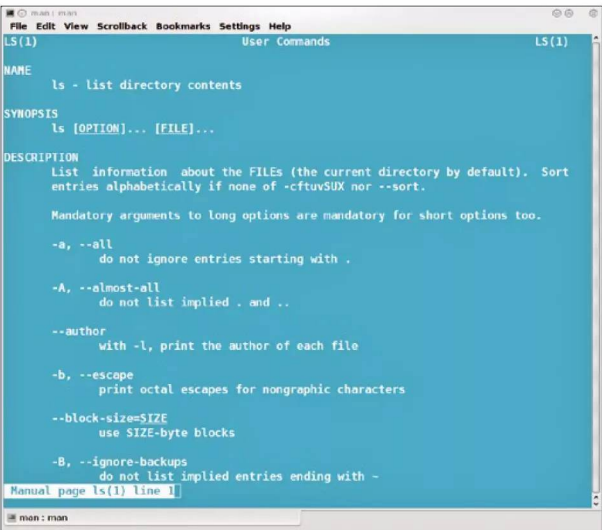 man : man
File Edit View Scrollback Bookmarks Settings Help
LS(1) User Commands LS(1)
NAME
ls - list directory contents
SYNOPSIS
ls [OPTION]... [FILE]...
DESCRIPTION
List information about the FILEs (the current directory by default). Sort
entries alphabetically if none of -cftuvSUX nor --sort.
Mandatory arguments to long options are mandatory for short options too.
-a, --all
do not ignore entries starting with .
-A, --almost-all
do not list implied . and ..
--author
with -l, print the author of each file
-b, --escape
print octal escapes for nongraphic characters
--block-size=SIZE
use SIZE-byte blocks
-B, --ignore-backups
do not list implied entries ending with ~
Manual page ls(1) line 1
man : man